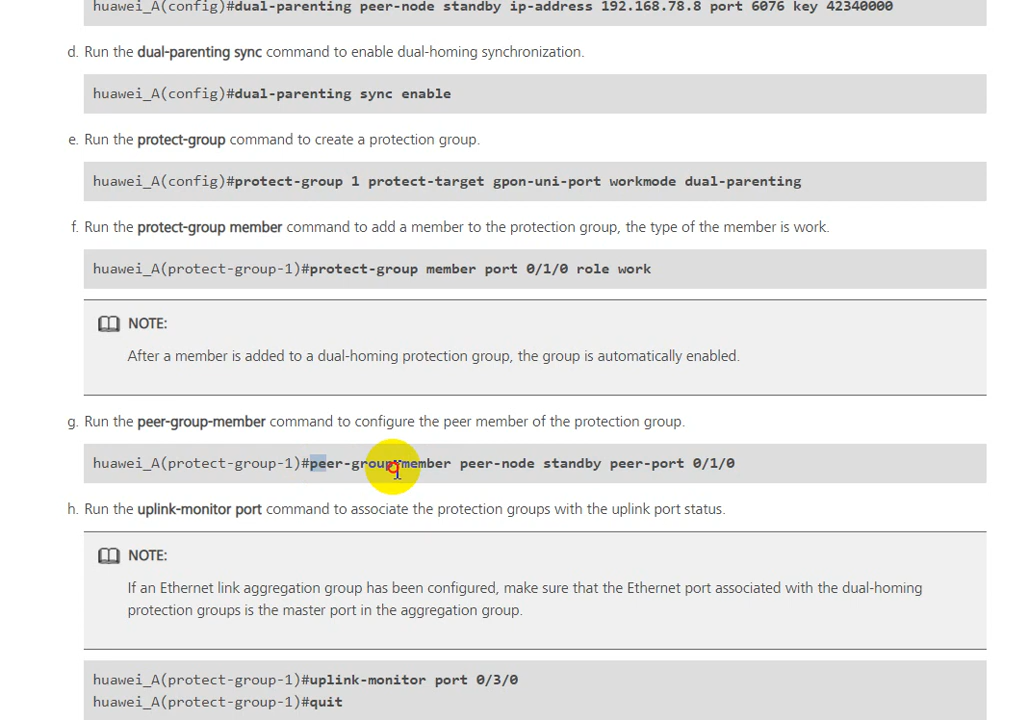 huawei_A(config)#dual-parenting peer-node standby ip-address 192.168.78.8 port 6076 key 42340000
d. Run the dual-parenting sync command to enable dual-homing synchronization.
huawei_A(config)#dual-parenting sync enable
e. Run the protect-group command to create a protection group.
huawei_A(config)#protect-group 1 protect-target gpon-uni-port workmode dual-parenting
f. Run the protect-group member command to add a member to the protection group, the type of the member is work.
huawei_A(protect-group-1)#protect-group member port 0/1/0 role work
NOTE:
After a member is added to a dual-homing protection group, the group is automatically enabled.
g. Run the peer-group-member command to configure the peer member of the protection group.
huawei_A(protect-group-1)#peer-group-member peer-node standby peer-port 0/1/0
h. Run the uplink-monitor port command to associate the protection groups with the uplink port status.
NOTE:
If an Ethernet link aggregation group has been configured, make sure that the Ethernet port associated with the dual-homing
protection groups is the master port in the aggregation group.
huawei_A(protect-group-1)#uplink-monitor port 0/3/0
huawei_A(protect-group-1)#quit